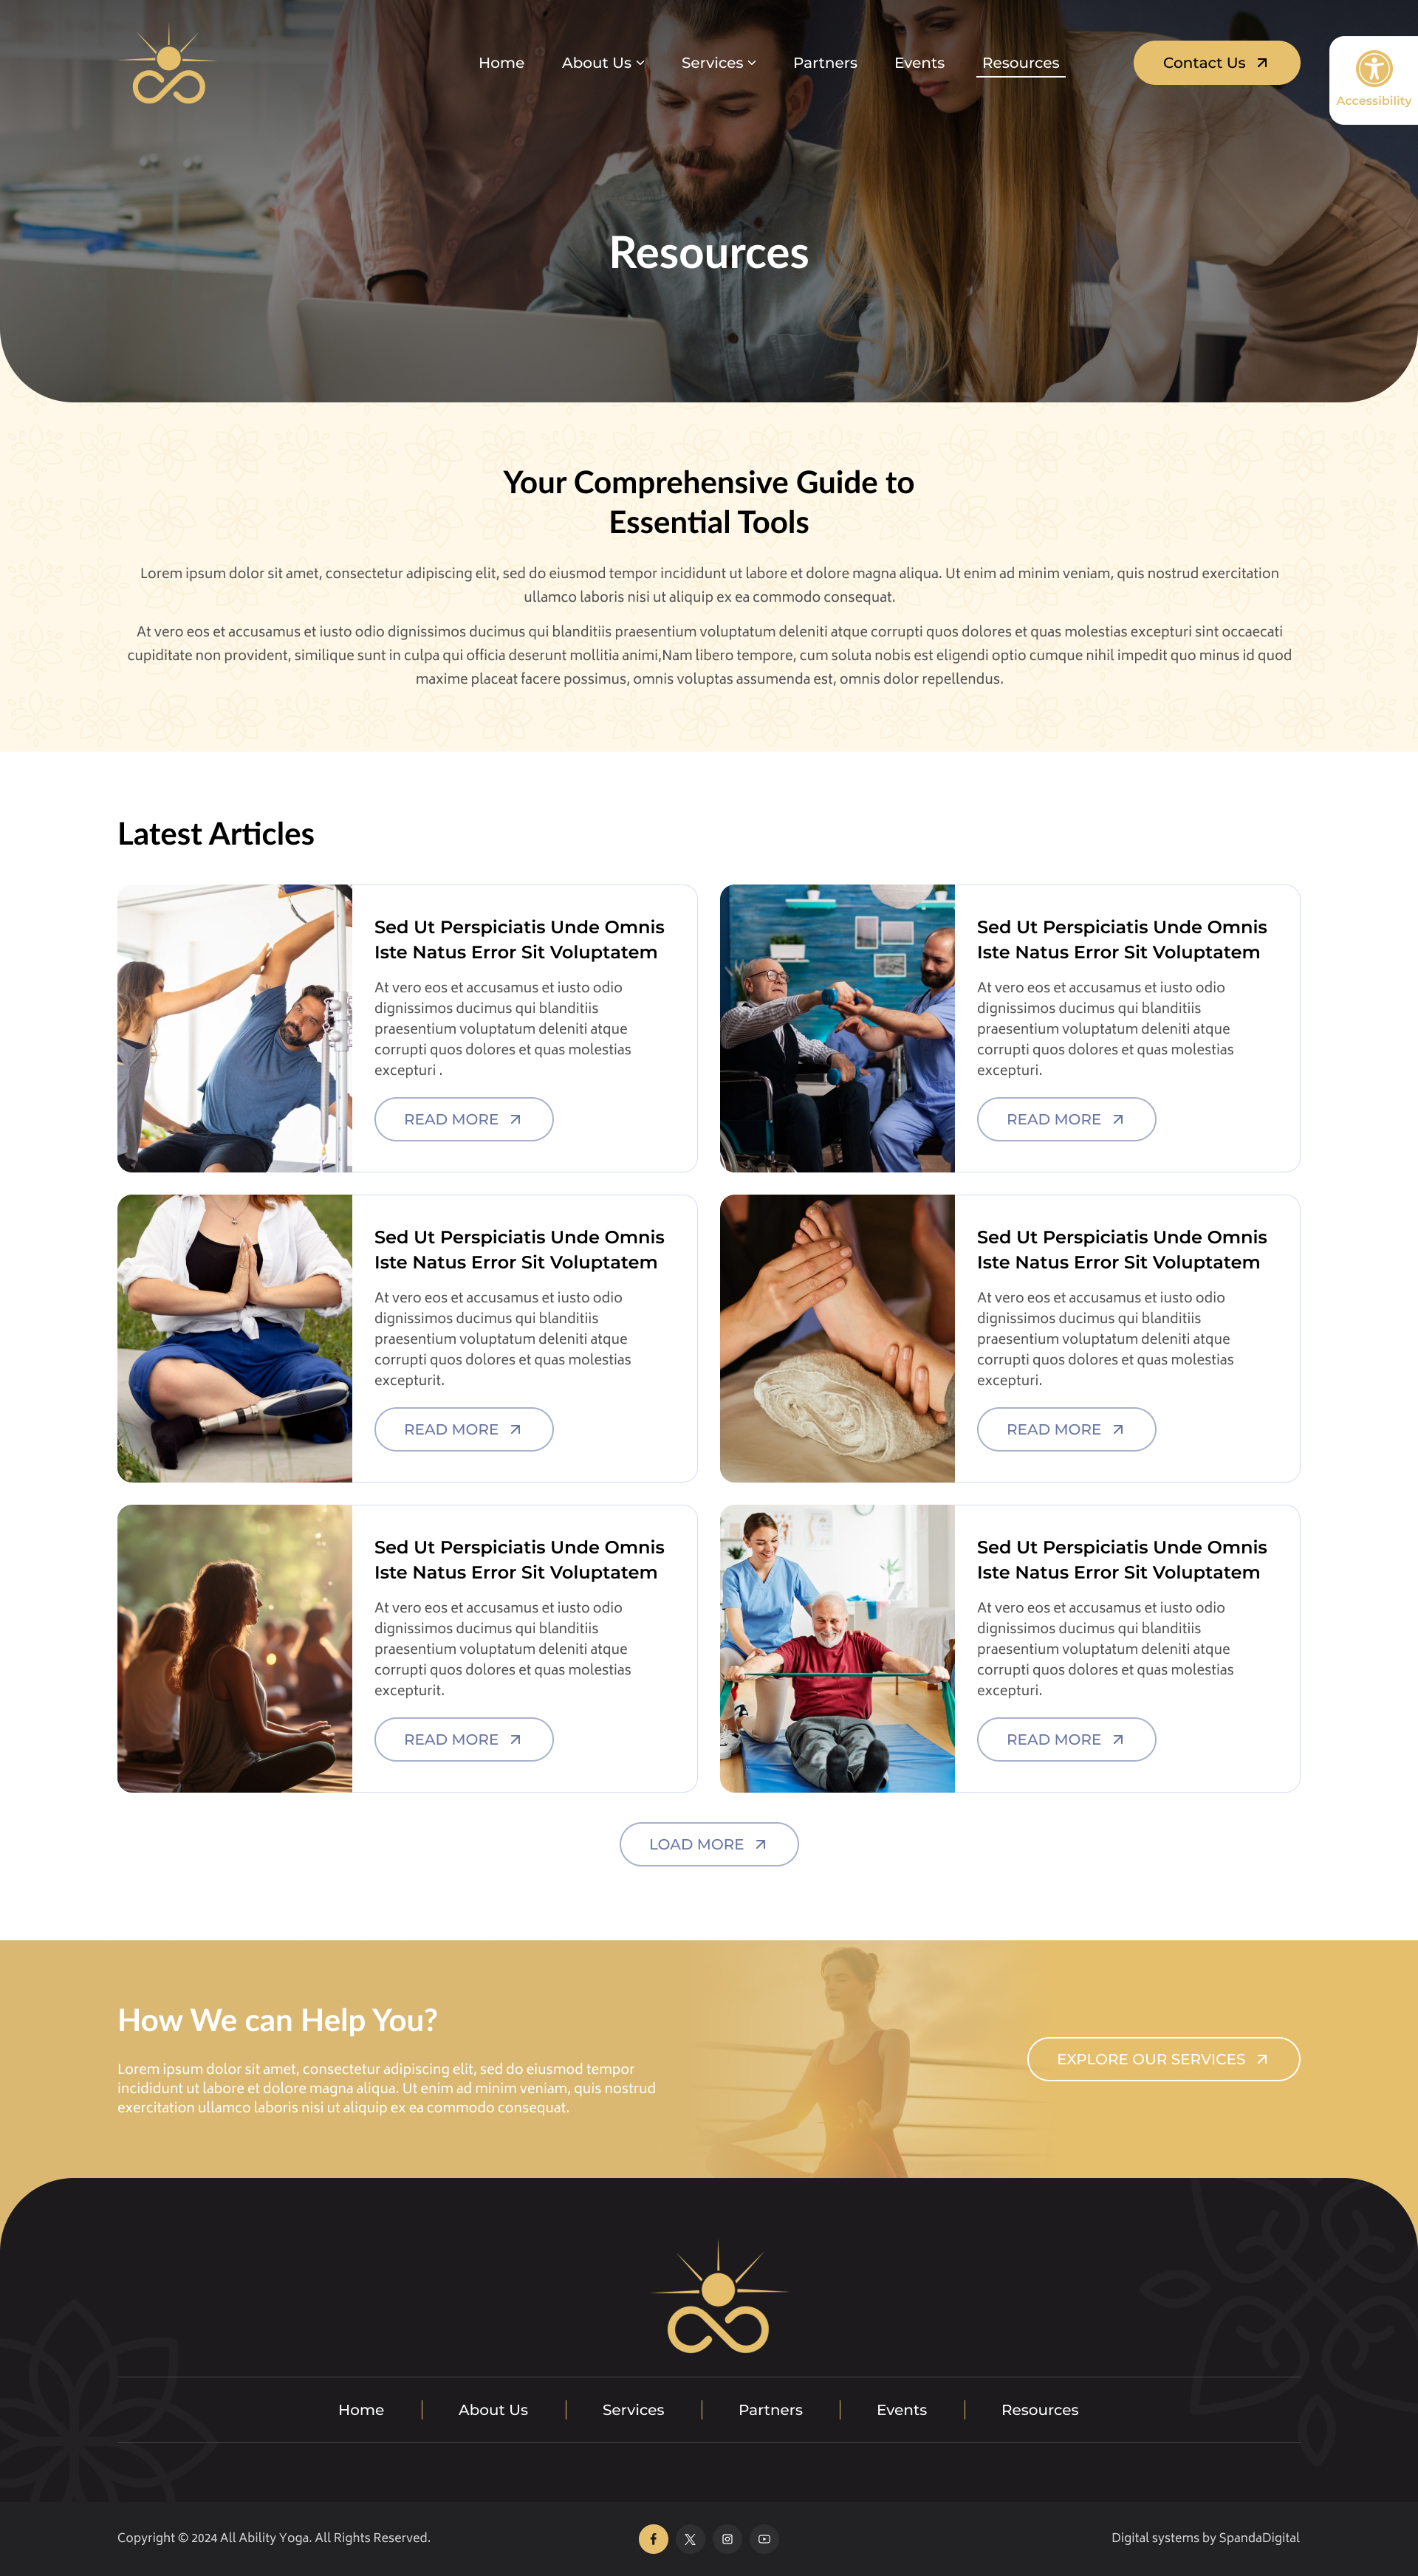 Home
About Us
Services
Partners
Events
Resources
Contact Us
Accessibility
Resources
Your Comprehensive Guide to
Essential Tools
Lorem ipsum dolor sit amet, consectetur adipiscing elit, sed do eiusmod tempor incididunt ut labore et dolore magna aliqua. Ut enim ad minim veniam, quis nostrud exercitation
ullamco laboris nisi ut aliquip ex ea commodo consequat.
At vero eos et accusamus et iusto odio dignissimos ducimus qui blanditiis praesentium voluptatum deleniti atque corrupti quos dolores et quas molestias excepturi sint occaecati
cupiditate non provident, similique sunt in culpa qui officia deserunt mollitia animi,Nam libero tempore, cum soluta nobis est eligendi optio cumque nihil impedit quo minus id quod
maxime placeat facere possimus, omnis voluptas assumenda est, omnis dolor repellendus.
Latest Articles
Sed Ut Perspiciatis Unde Omnis
Iste Natus Error Sit Voluptatem
At vero eos et accusamus et iusto odio
dignissimos ducimus qui blanditiis
praesentium voluptatum deleniti atque
corrupti quos dolores et quas molestias
excepturi .
READ MORE
Sed Ut Perspiciatis Unde Omnis
Iste Natus Error Sit Voluptatem
At vero eos et accusamus et iusto odio
dignissimos ducimus qui blanditiis
praesentium voluptatum deleniti atque
corrupti quos dolores et quas molestias
excepturi.
READ MORE
Sed Ut Perspiciatis Unde Omnis
Iste Natus Error Sit Voluptatem
At vero eos et accusamus et iusto odio
dignissimos ducimus qui blanditiis
praesentium voluptatum deleniti atque
corrupti quos dolores et quas molestias
excepturit.
READ MORE
Sed Ut Perspiciatis Unde Omnis
Iste Natus Error Sit Voluptatem
At vero eos et accusamus et iusto odio
dignissimos ducimus qui blanditiis
praesentium voluptatum deleniti atque
corrupti quos dolores et quas molestias
excepturi.
READ MORE
Sed Ut Perspiciatis Unde Omnis
Iste Natus Error Sit Voluptatem
At vero eos et accusamus et iusto odio
dignissimos ducimus qui blanditiis
praesentium voluptatum deleniti atque
corrupti quos dolores et quas molestias
excepturit.
READ MORE
Sed Ut Perspiciatis Unde Omnis
Iste Natus Error Sit Voluptatem
At vero eos et accusamus et iusto odio
dignissimos ducimus qui blanditiis
praesentium voluptatum deleniti atque
corrupti quos dolores et quas molestias
excepturi.
READ MORE
LOAD MORE
How We can Help You?
Lorem ipsum dolor sit amet, consectetur adipiscing elit, sed do eiusmod tempor
incididunt ut labore et dolore magna aliqua. Ut enim ad minim veniam, quis nostrud
exercitation ullamco laboris nisi ut aliquip ex ea commodo consequat.
EXPLORE OUR SERVICES
Home
About Us
Services
Partners
Events
Resources
Copyright © 2024 All Ability Yoga. All Rights Reserved.
Digital systems by SpandaDigital